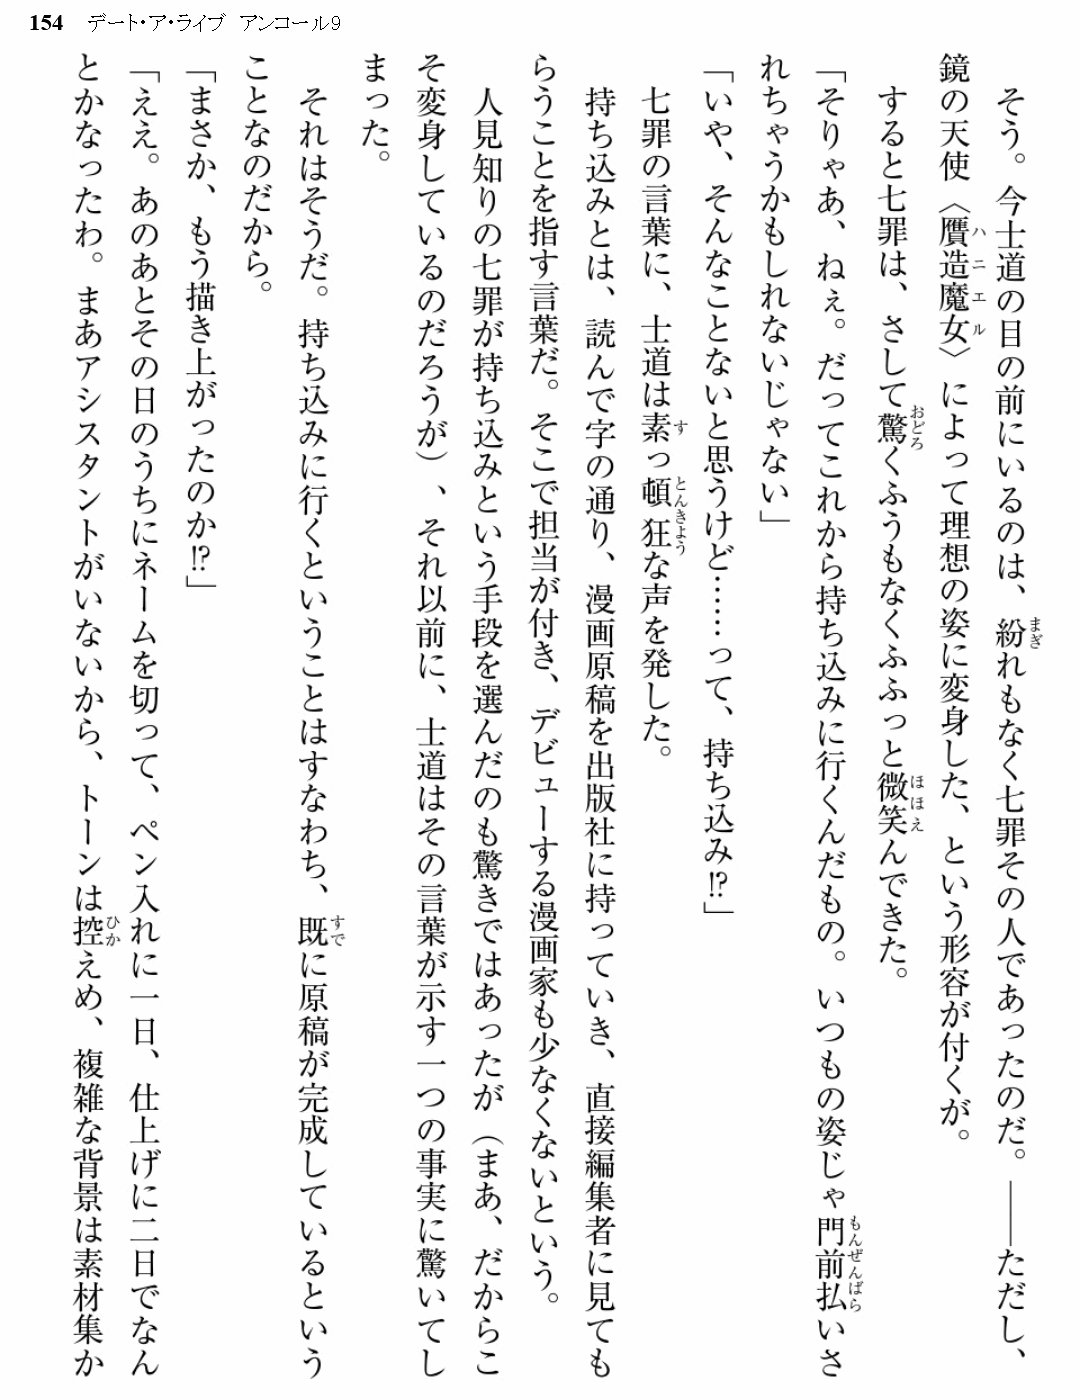 154 デート・ア・ライブ アンコール9
そう。今士道の目の前にいるのは、紛れもなく七罪その人であったのだ。――ただし、
鏡の天使〈贋造魔女〉によって理想の姿に変身した、という形容が付くが。
すると七罪は、さして驚くふうもなくふふっと微笑んできた。
「そりゃあ、ねぇ。だってこれから持ち込みに行くんだもの。いつもの姿じゃ門前払いさ
れちゃうかもしれないじゃない」
「いや、そんなことないと思うけど……って、持ち込み!?」
七罪の言葉に、士道は素っ頓狂な声を発した。
持ち込みとは、読んで字の通り、漫画原稿を出版社に持っていき、直接編集者に見ても
らうことを指す言葉だ。そこで担当が付き、デビューする漫画家も少なくないという。
人見知りの七罪が持ち込みという手段を選んだのも驚きではあったが（まあ、だからこ
そ変身しているのだろうが）、それ以前に、士道はその言葉が示す一つの事実に驚いてし
まった。
それはそうだ。持ち込みに行くということはすなわち、既に原稿が完成しているという
ことなのだから。
「まさか、もう描き上がったのか!?」
「ええ。あのあとその日のうちにネームを切って、ペン入れに一日、仕上げに二日でなん
とかなったわ。まあアシスタントがいないから、トーンは控えめ、複雑な背景は素材集か